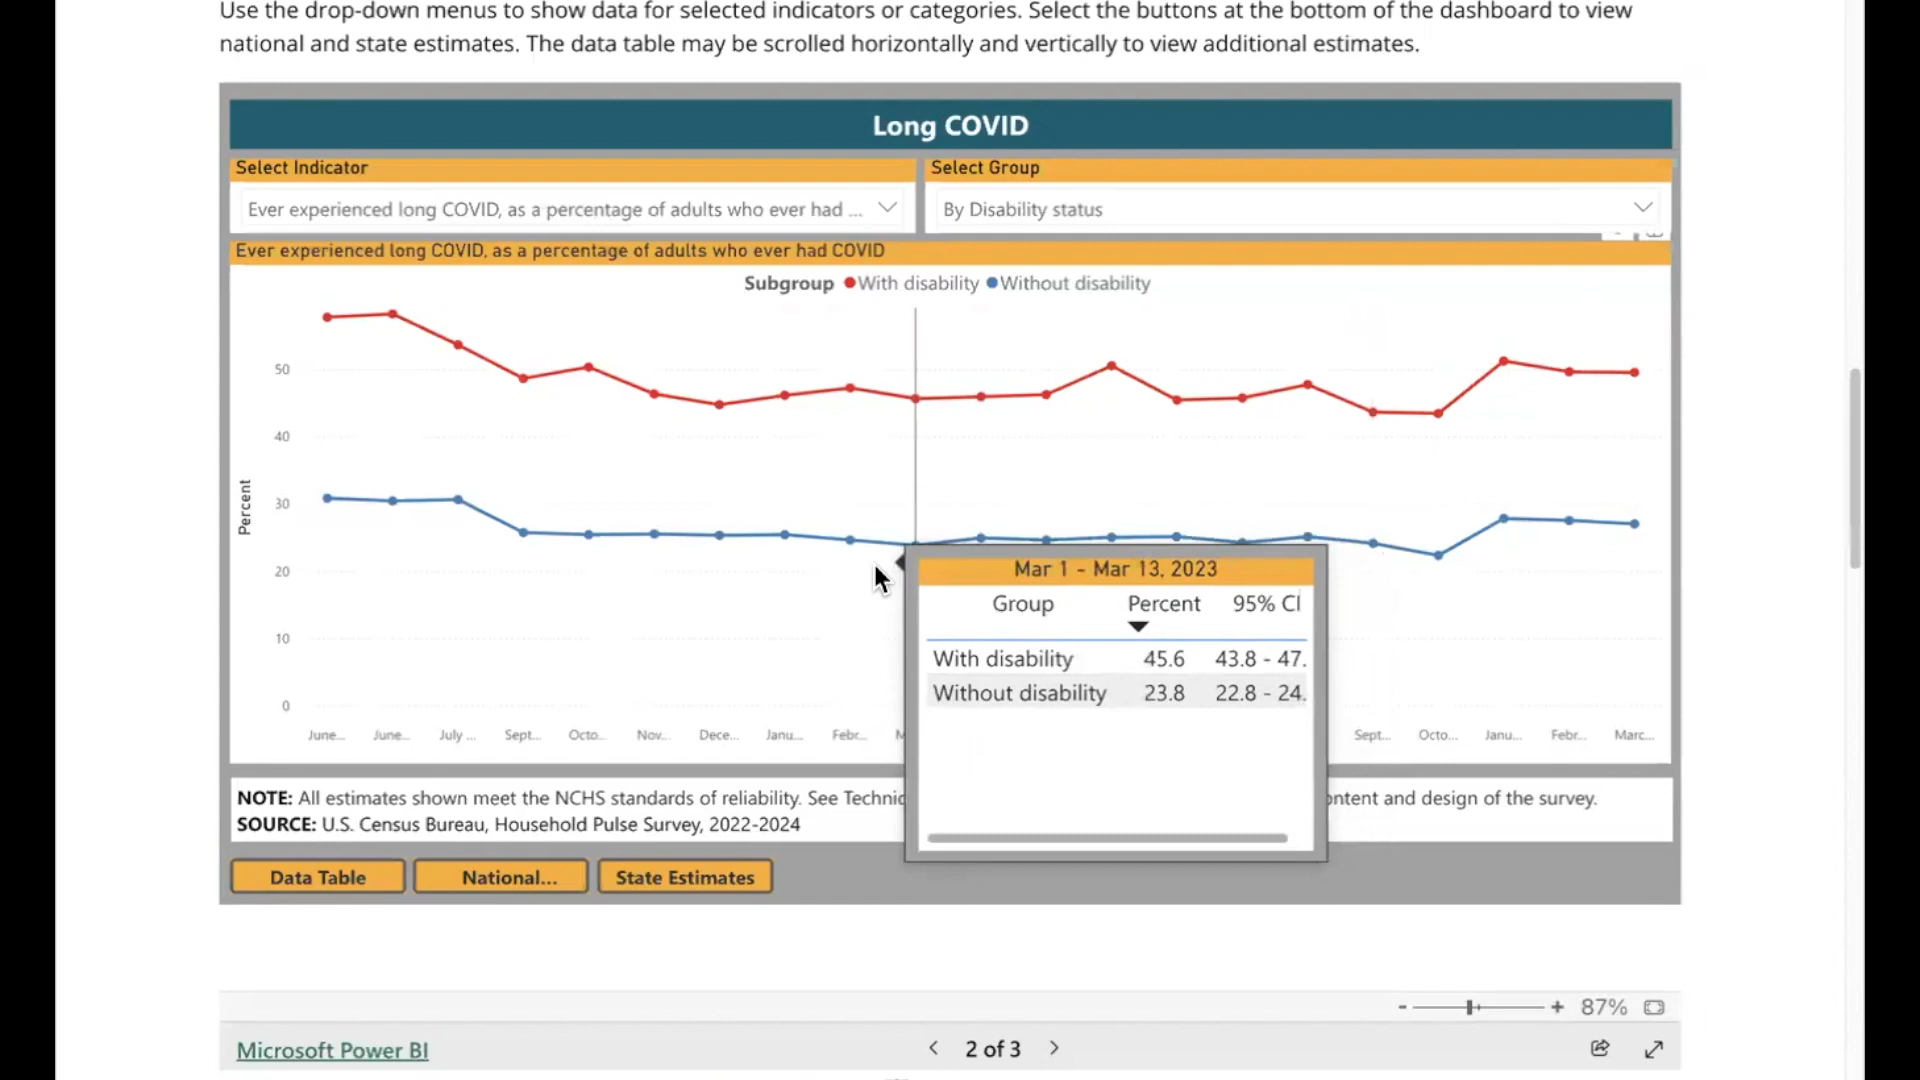 Use the drop-down menus to show data for selected indicators or categories. Select the buttons at the bottom of the dashboard to view
national and state estimates. The data table may be scrolled horizontally and vertically to view additional estimates.
Long COVID
Select Indicator
Select Group
Ever experienced long COVID, as a percentage of adults who ever had ...
By Disability status
Ever experienced long COVID, as a percentage of adults who ever had COVID
Subgroup With disability Without disability
50
40
30
20
10
0
Percent
June... June... July ... Sept... Octo... Nov... Dece... Janu... Febr... M Sept... Octo... Janu... Febr... Marc...
Mar 1 - Mar 13, 2023
Group Percent 95% CI
With disability 45.6 43.8 - 47.
Without disability 23.8 22.8 - 24.
NOTE: All estimates shown meet the NCHS standards of reliability. See Technic ontent and design of the survey.
SOURCE: U.S. Census Bureau, Household Pulse Survey, 2022-2024
Data Table
National...
State Estimates
- + 87%
Microsoft Power BI
< 2 of 3 >